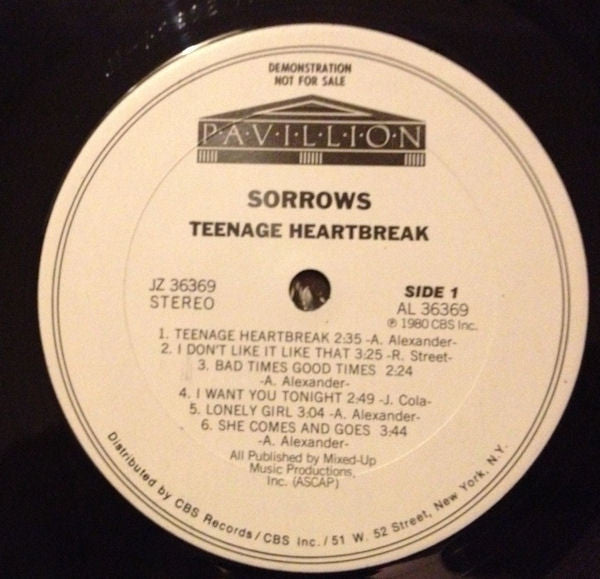 DEMONSTRATION
NOT FOR SALE
P·A·V·I·L·L·I·O·N
SORROWS
TEENAGE HEARTBREAK
JZ 36369
STEREO
SIDE 1
AL 36369
℗ 1980 CBS Inc.
1. TEENAGE HEARTBREAK 2:35 -A. Alexander-
2. I DON'T LIKE IT LIKE THAT 3:25 -R. Street-
3. BAD TIMES GOOD TIMES 2:24
-A. Alexander-
4. I WANT YOU TONIGHT 2:49 -J. Cola-
5. LONELY GIRL 3:04 -A. Alexander-
6. SHE COMES AND GOES 3:44
-A. Alexander-
All Published by Mixed-Up
Music Productions,
Inc. (ASCAP)
Distributed by CBS Records/CBS Inc./51 W. 52 Street, New York, N.Y.